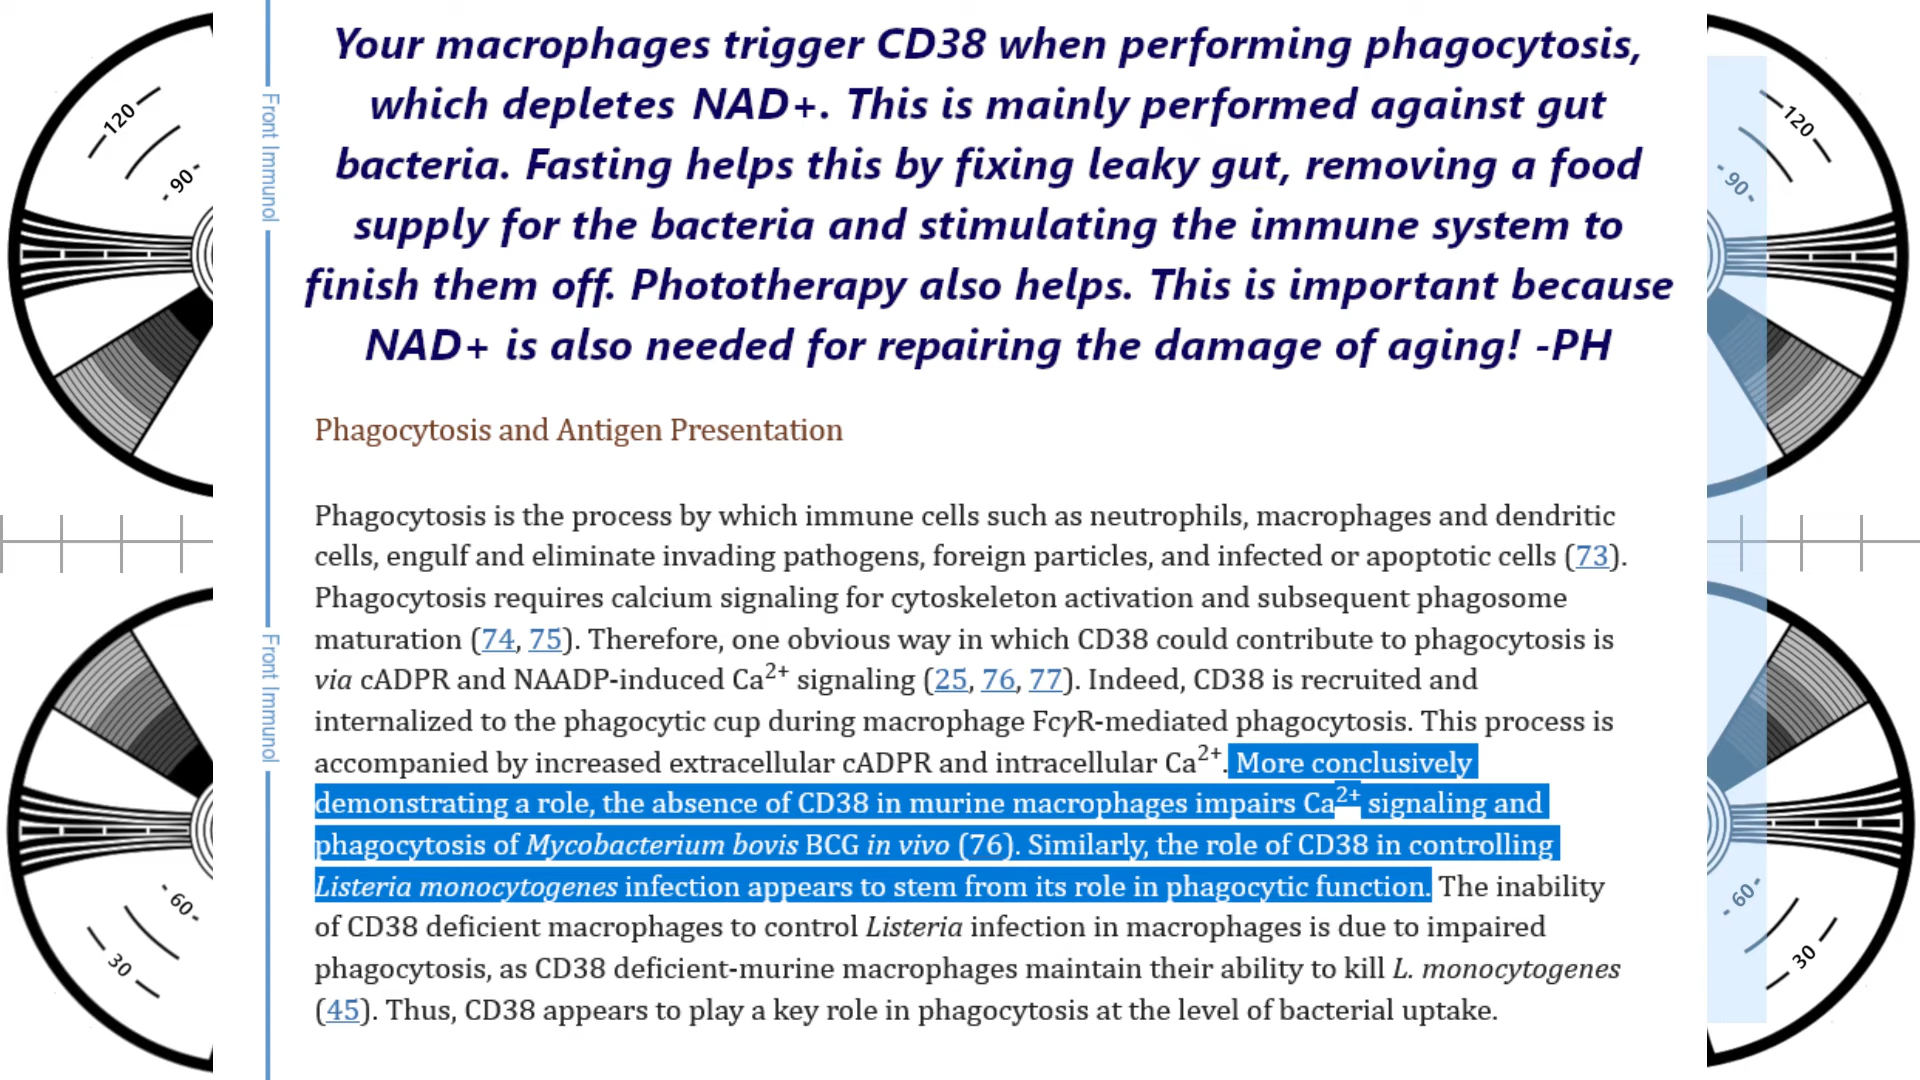 Your macrophages trigger CD38 when performing phagocytosis,
which depletes NAD+. This is mainly performed against gut
bacteria. Fasting helps this by fixing leaky gut, removing a food
supply for the bacteria and stimulating the immune system to
finish them off. Phototherapy also helps. This is important because
NAD+ is also needed for repairing the damage of aging! -PH
Phagocytosis and Antigen Presentation
Phagocytosis is the process by which immune cells such as neutrophils, macrophages and dendritic
cells, engulf and eliminate invading pathogens, foreign particles, and infected or apoptotic cells (73).
Phagocytosis requires calcium signaling for cytoskeleton activation and subsequent phagosome
maturation (74, 75). Therefore, one obvious way in which CD38 could contribute to phagocytosis is
via cADPR and NAADP-induced Ca²⁺ signaling (25, 76, 77). Indeed, CD38 is recruited and
internalized to the phagocytic cup during macrophage FcγR-mediated phagocytosis. This process is
accompanied by increased extracellular cADPR and intracellular Ca²⁺. More conclusively
demonstrating a role, the absence of CD38 in murine macrophages impairs Ca²⁺ signaling and
phagocytosis of Mycobacterium bovis BCG in vivo (76). Similarly, the role of CD38 in controlling
Listeria monocytogenes infection appears to stem from its role in phagocytic function. The inability
of CD38 deficient macrophages to control Listeria infection in macrophages is due to impaired
phagocytosis, as CD38 deficient-murine macrophages maintain their ability to kill L. monocytogenes
(45). Thus, CD38 appears to play a key role in phagocytosis at the level of bacterial uptake.
Front Immunol
Front Immunol
120
-90-
-60-
30
120
-90-
-60-
30